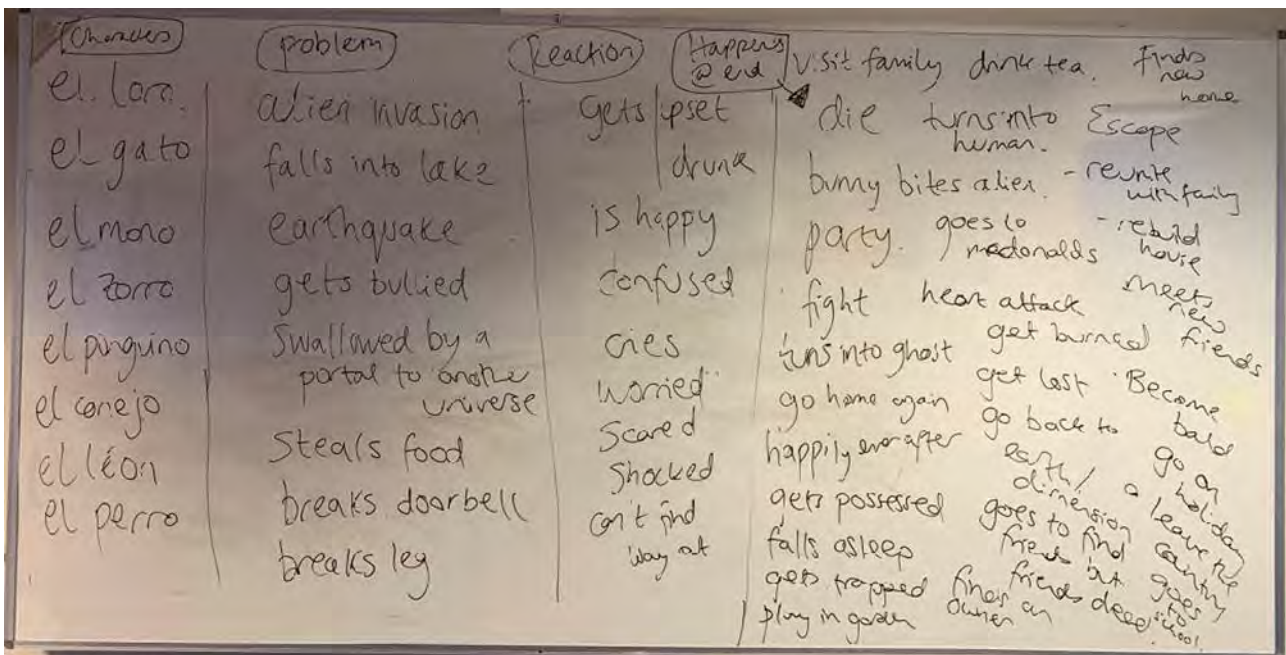 Characters
el loro
el gato
el mono
el zorro
el pinguino
el conejo
el léon
el perro
problem
alien invasion
falls into lake
earthquake
gets bullied
Swallowed by a
portal to another
universe
Steals food
breaks doorbell
breaks leg
Reaction
gets upset
drunk
is happy
confused
cries
worried
Scared
Shocked
can't find
way out
Happens
@ end
visit family drink tea.
Finds
new
home
die turns into
human.
Escape
bunny bites alien.
- reunite
with family
party. goes to
mcdonalds
- rebuild
house
fight heart attack
meets
new
friends
turns into ghost
get burned
go home again
get lost
Become
bald
happily ever after
go back to
earth /
dimension
go on
a holiday
gets possessed
goes to find
friends but
friends dead.
leave the
country
goes
to
school.
falls asleep
gets trapped
finds an
owner
play in garden